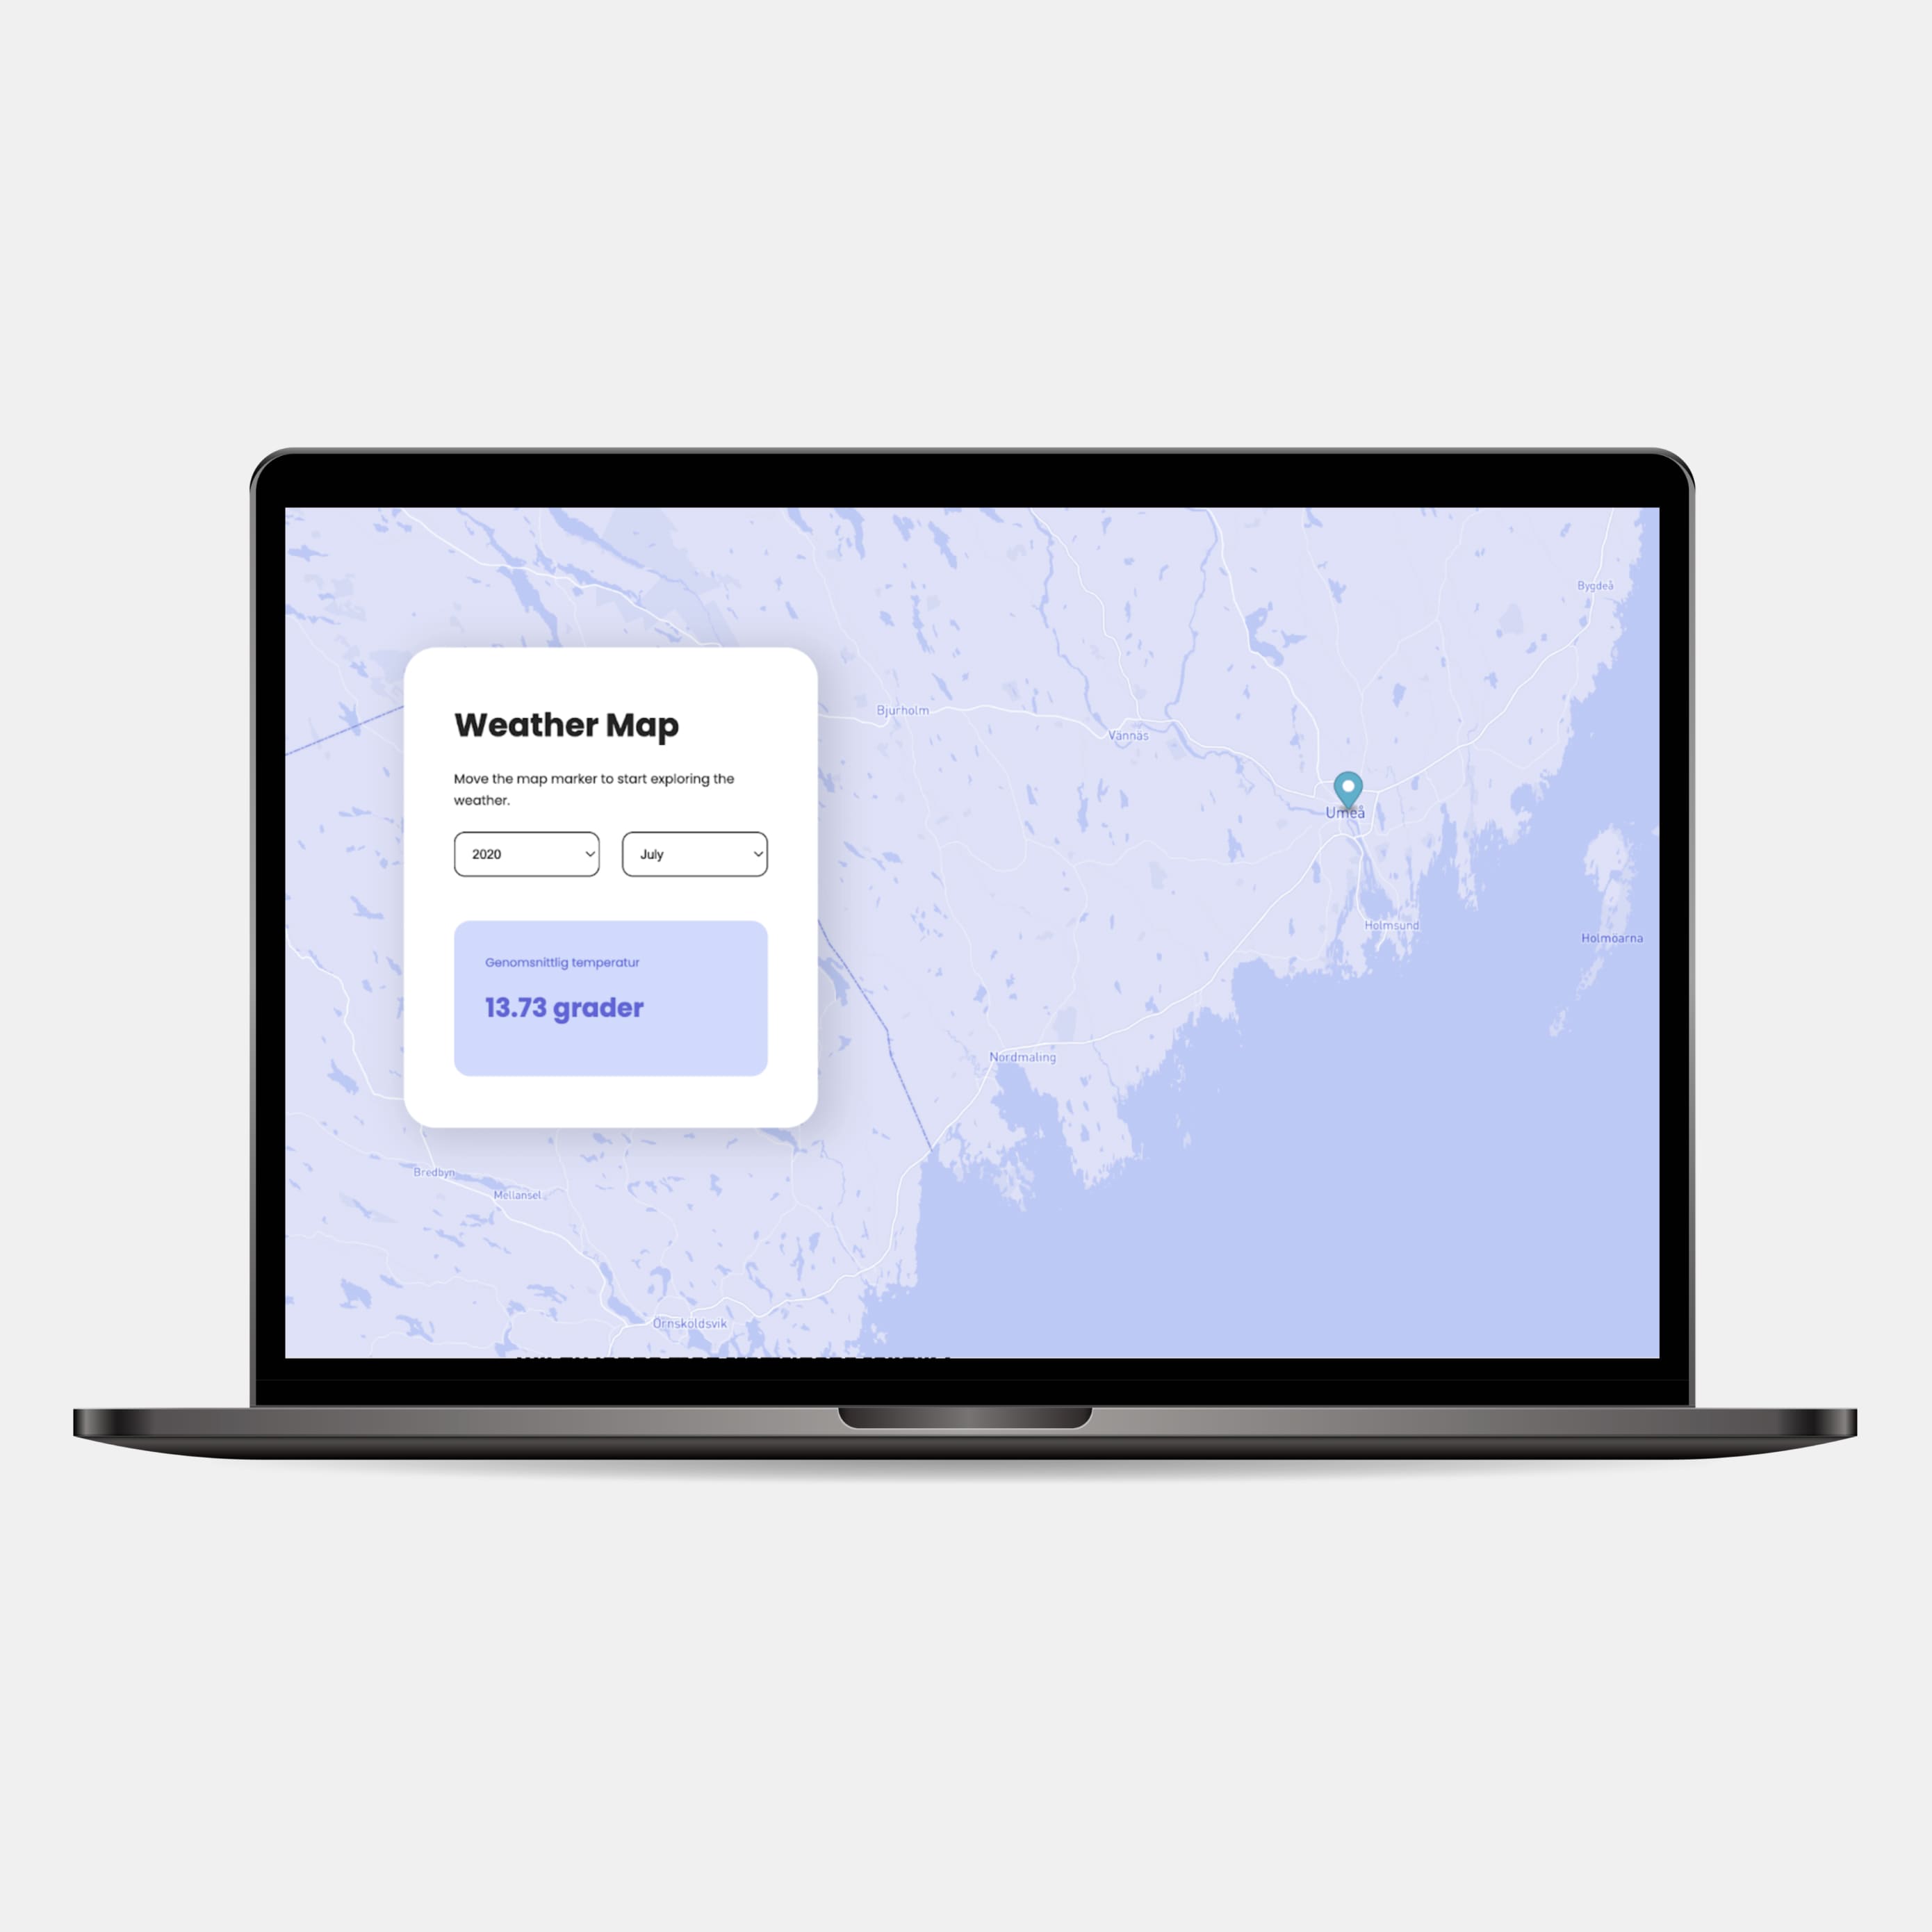 Bygdeå
Weather Map
Move the map marker to start exploring the
weather.
2020
July
Genomsnittlig temperatur
13.73 grader
Bjurholm
Vännäs
Umeå
Holmsund
Holmöarna
Nordmaling
Bredbyn
Mellansel
Örnsköldsvik